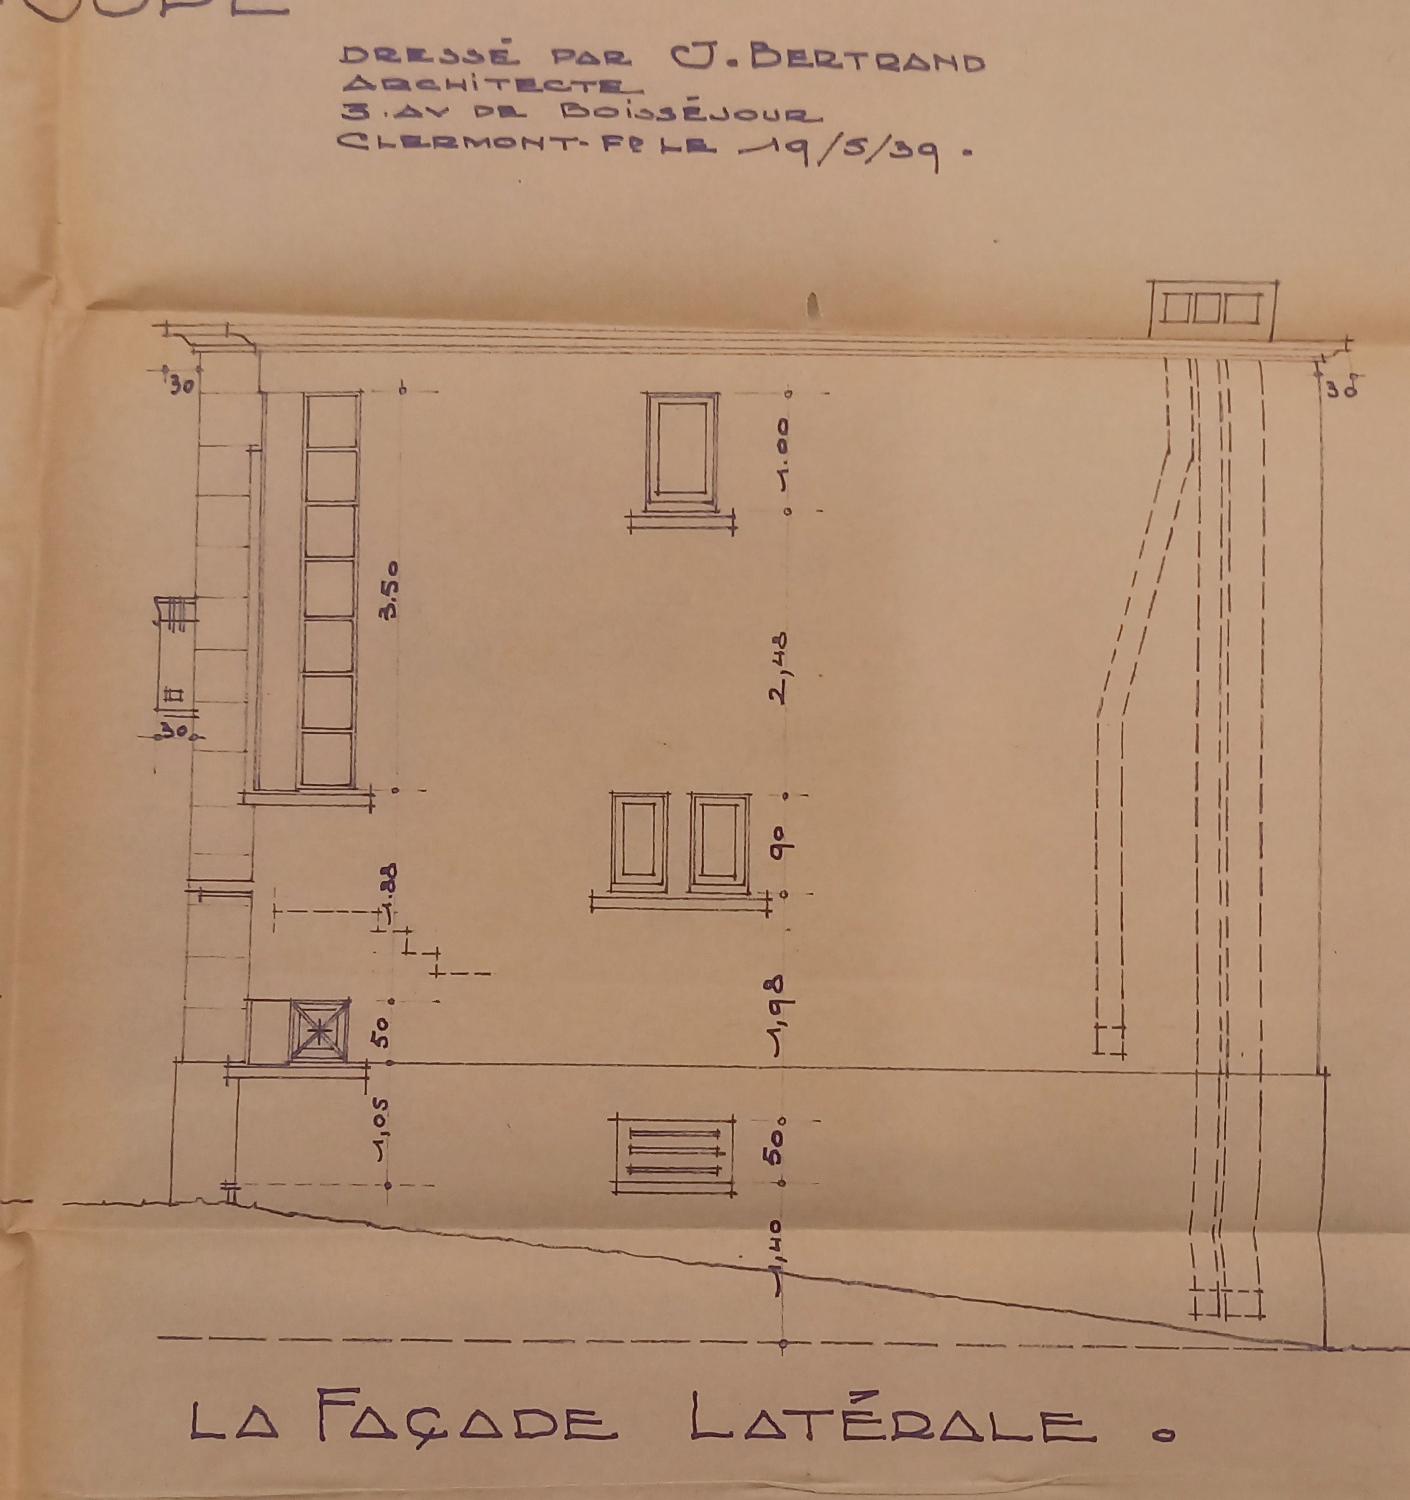 DRESSÉ PAR J. BERTRAND
ARCHITECTE
3. AV DE BOISSÉJOUR
CLERMONT-FD LE 19/5/39.
30
30
1.00
3.50
2,48
30
90
1.88
1,98
50
1,05
50
1,40
LA FAÇADE LATÉRALE.